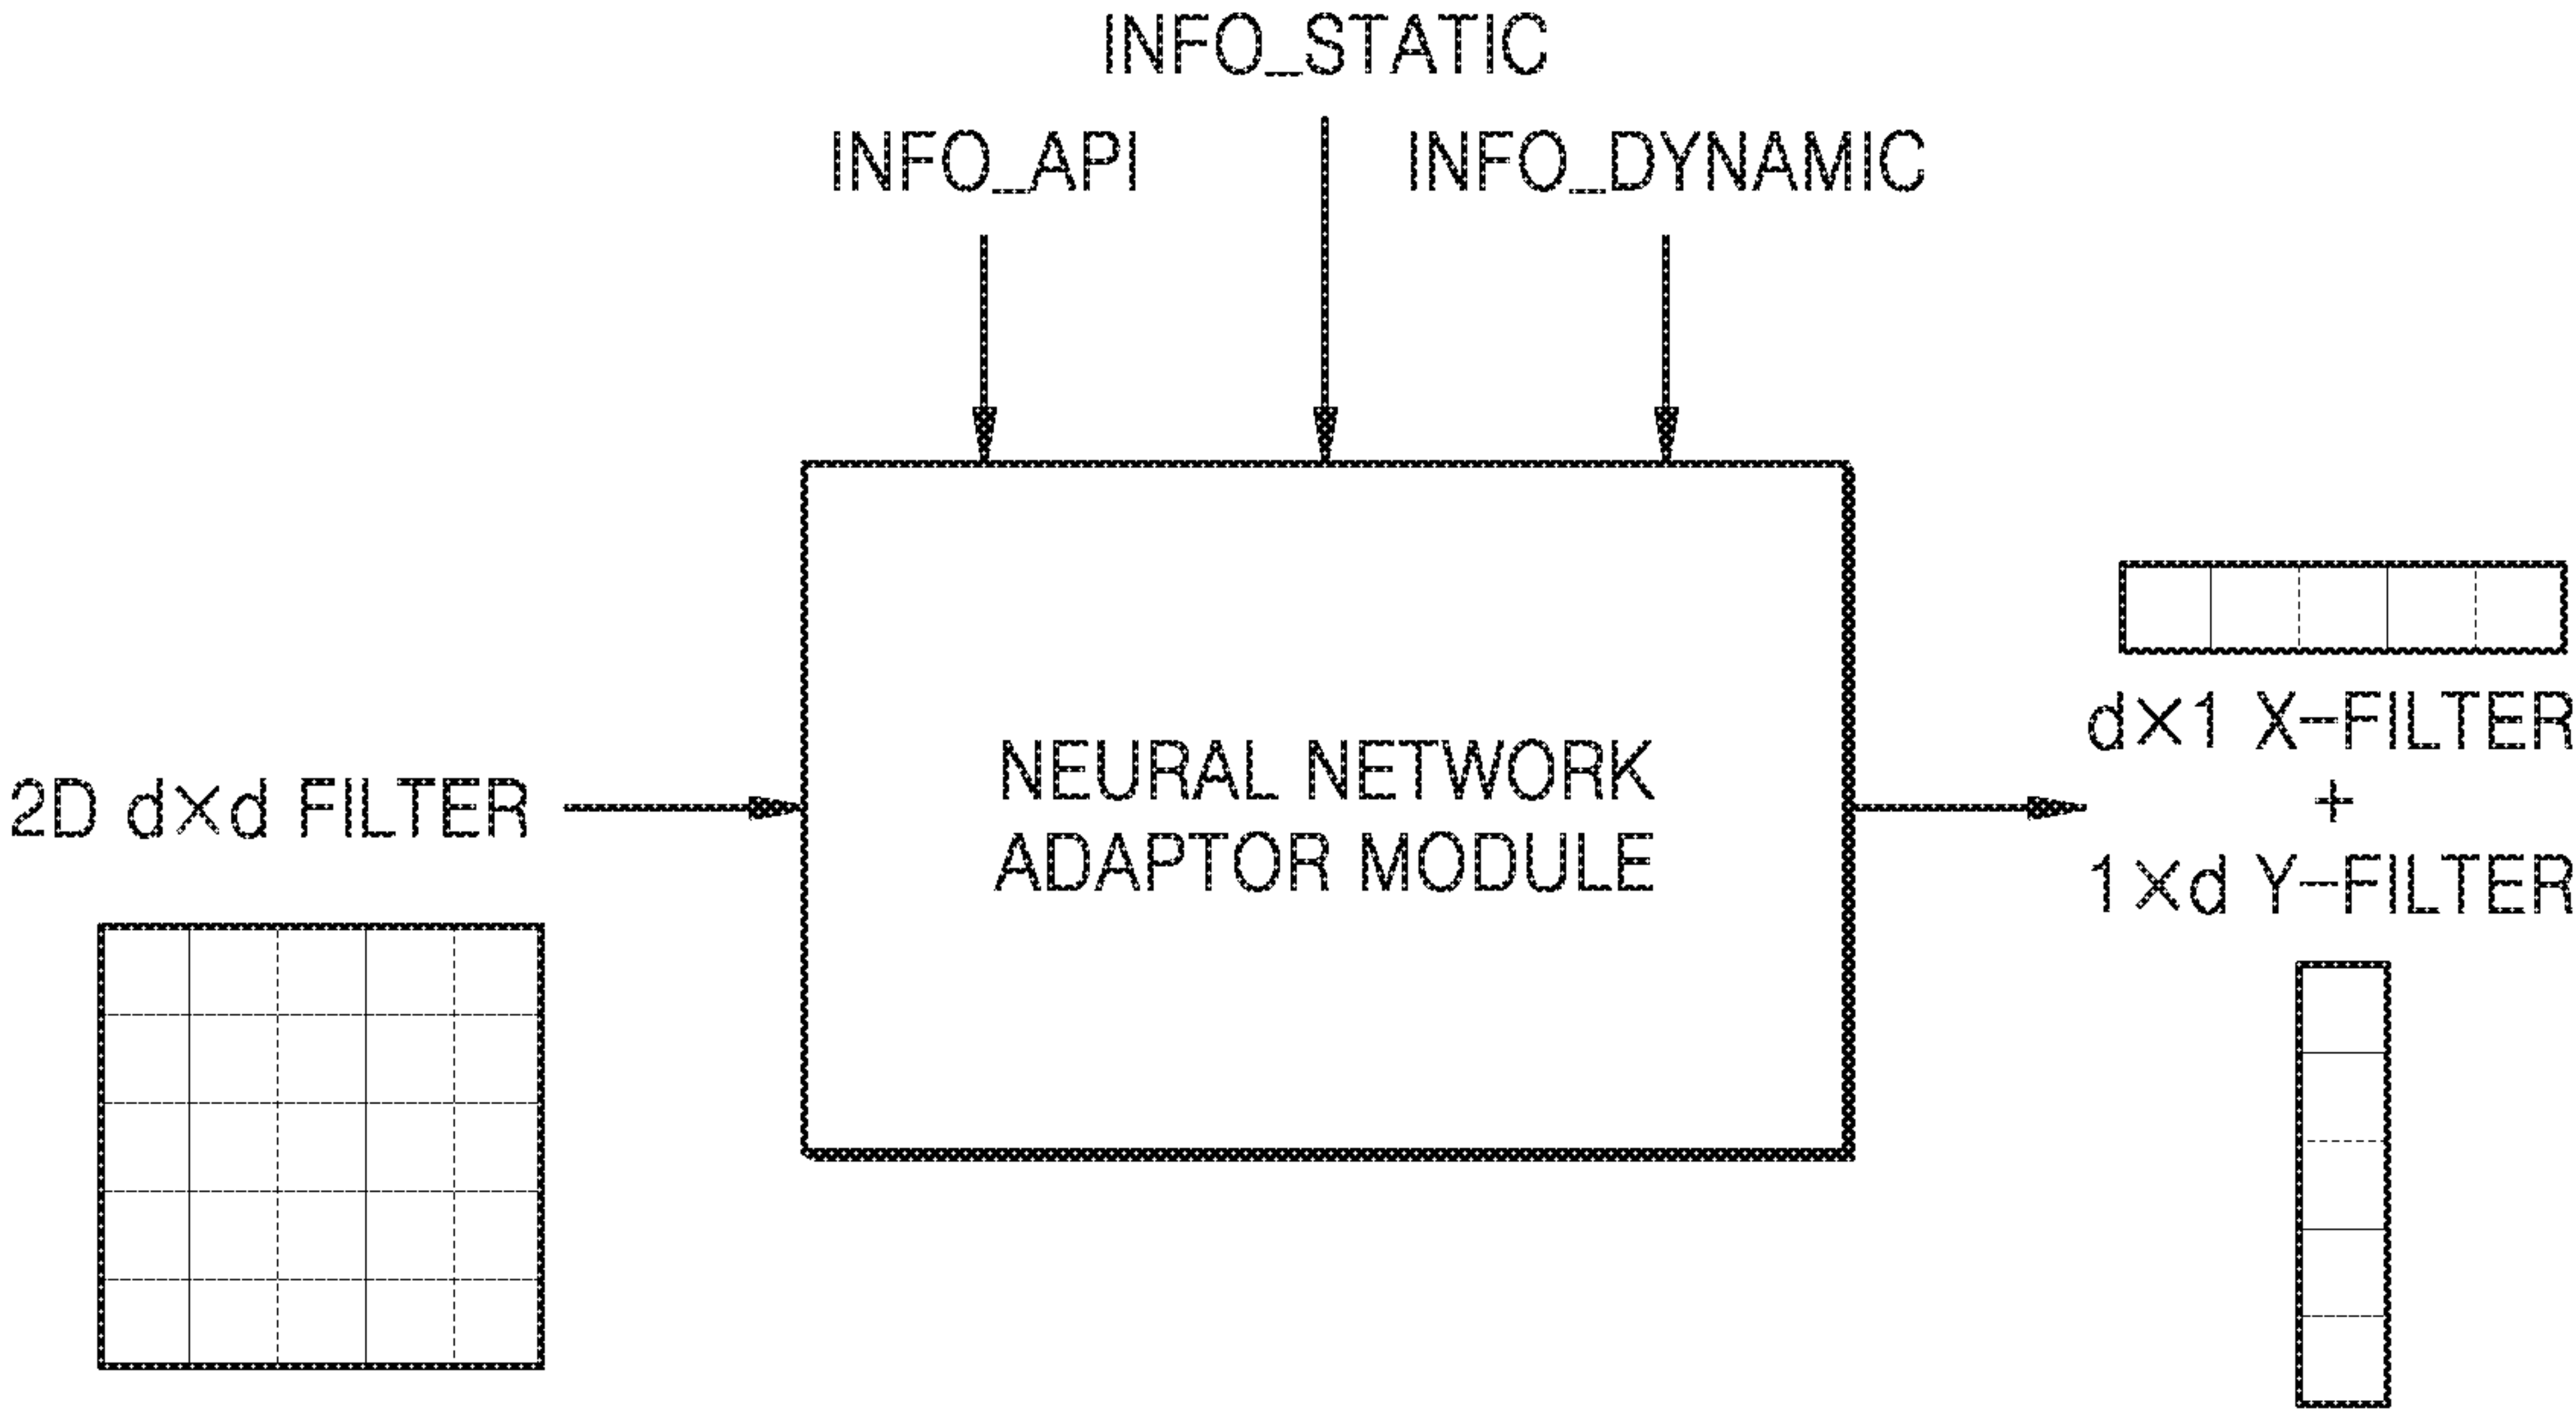 INFO_STATIC
INFO_API
INFO_DYNAMIC
2D d×d FILTER
NEURAL NETWORK
ADAPTOR MODULE
d×1 X-FILTER
+
1×d Y-FILTER